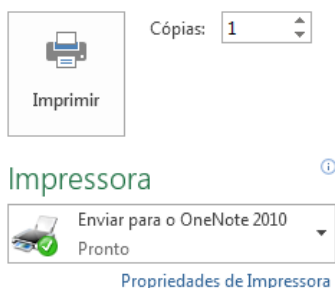 Cópias: 1
Imprimir
Impressora
Enviar para o OneNote 2010
Pronto
Propriedades de Impressora